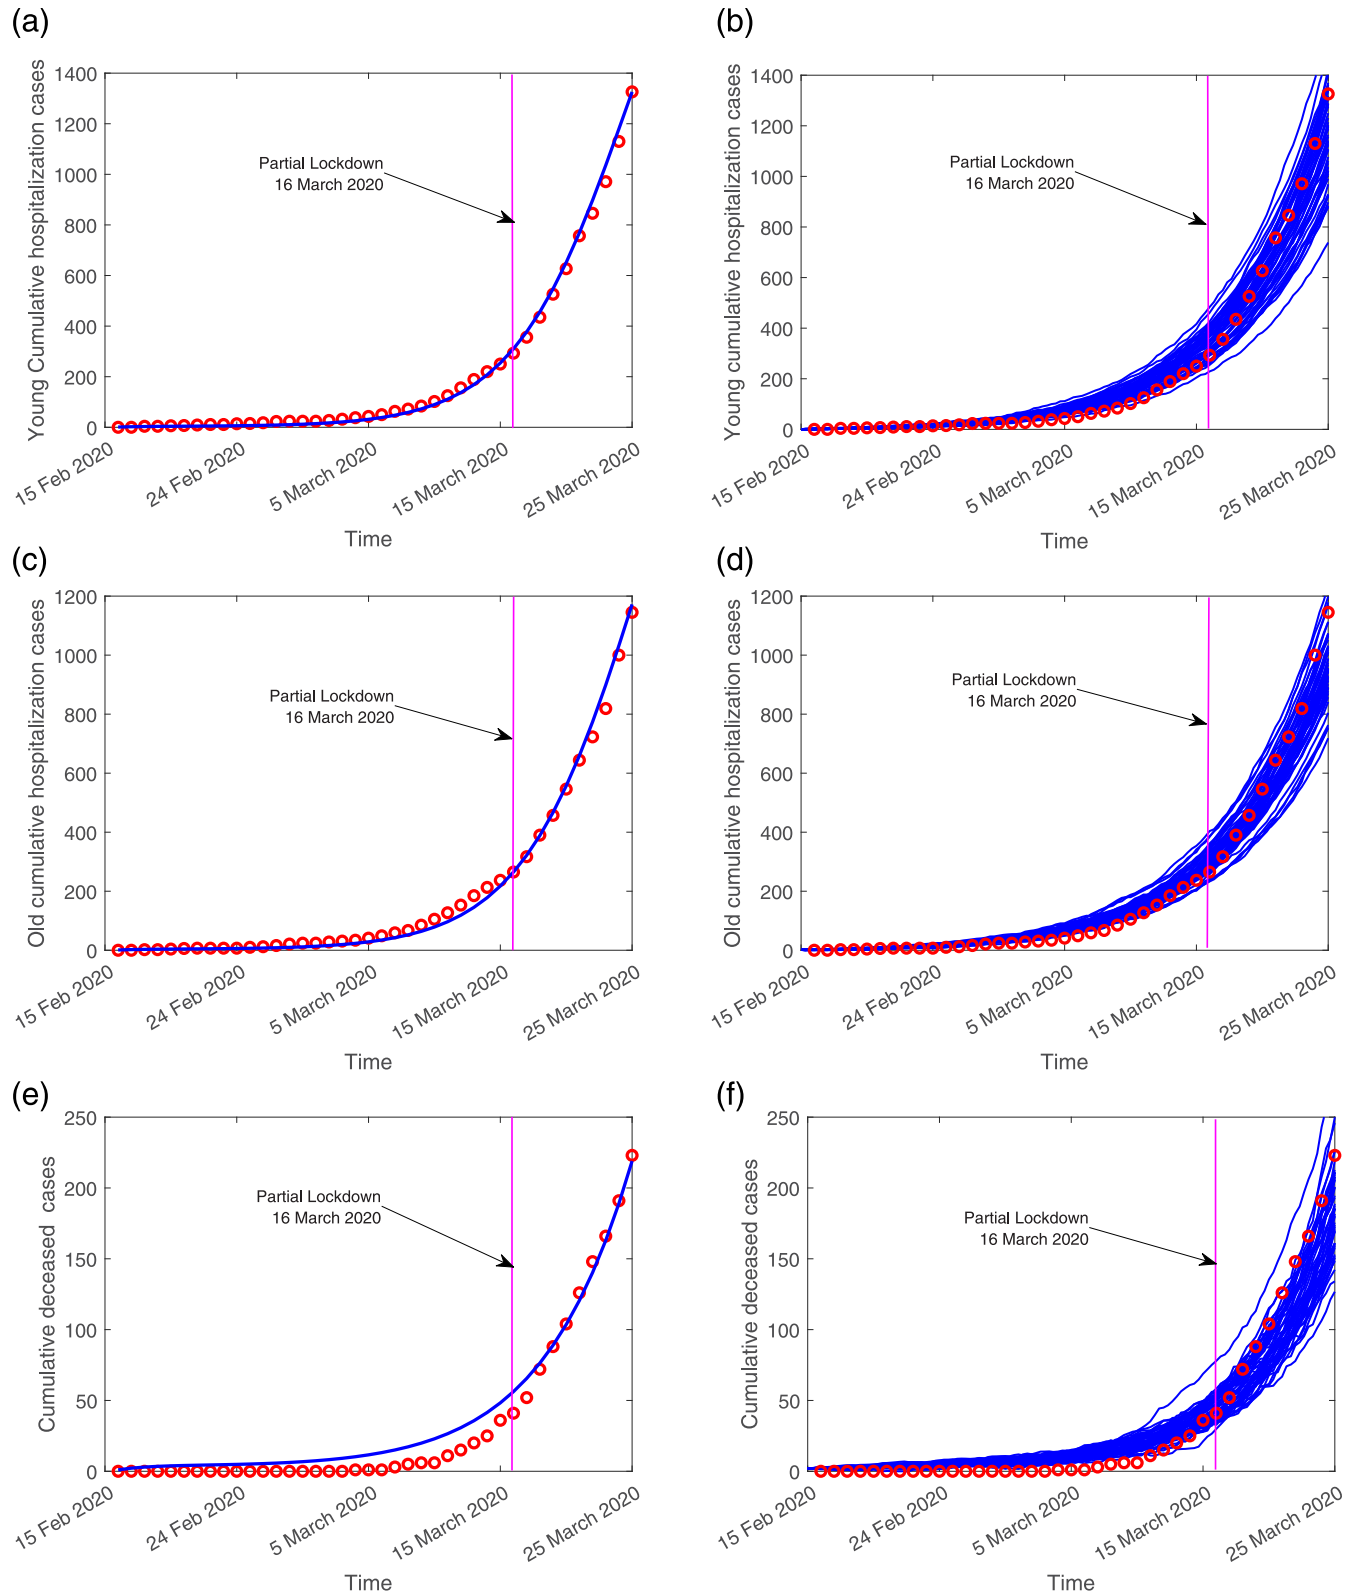 (a)
Young Cumulative hospitalization cases
1400
1200
1000
800
600
400
200
0
Partial Lockdown
16 March 2020
15 Feb 2020
24 Feb 2020
5 March 2020
15 March 2020
25 March 2020
Time
(b)
Young cumulative hospitalization cases
1400
1200
1000
800
600
400
200
0
Partial Lockdown
16 March 2020
15 Feb 2020
24 Feb 2020
5 March 2020
15 March 2020
25 March 2020
Time
(c)
Old cumulative hospitalization cases
1200
1000
800
600
400
200
0
Partial Lockdown
16 March 2020
15 Feb 2020
24 Feb 2020
5 March 2020
15 March 2020
25 March 2020
Time
(d)
Old cumulative hospitalization cases
1200
1000
800
600
400
200
0
Partial Lockdown
16 March 2020
15 Feb 2020
24 Feb 2020
5 March 2020
15 March 2020
25 March 2020
Time
(e)
Cumulative deceased cases
250
200
150
100
50
0
Partial Lockdown
16 March 2020
15 Feb 2020
24 Feb 2020
5 March 2020
15 March 2020
25 March 2020
Time
(f)
Cumulative deceased cases
250
200
150
100
50
0
Partial Lockdown
16 March 2020
15 Feb 2020
24 Feb 2020
5 March 2020
15 March 2020
25 March 2020
Time